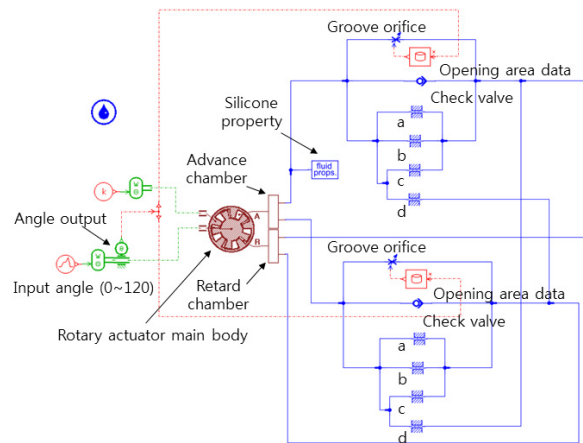 Groove orifice
Opening area data
Check valve
Silicone
property
fluid
props.
a
b
c
d
Advance
chamber
k
Angle output
A
R
Input angle (0~120)
Retard
chamber
Rotary actuator main body
Groove orifice
Opening area data
Check valve
a
b
c
d